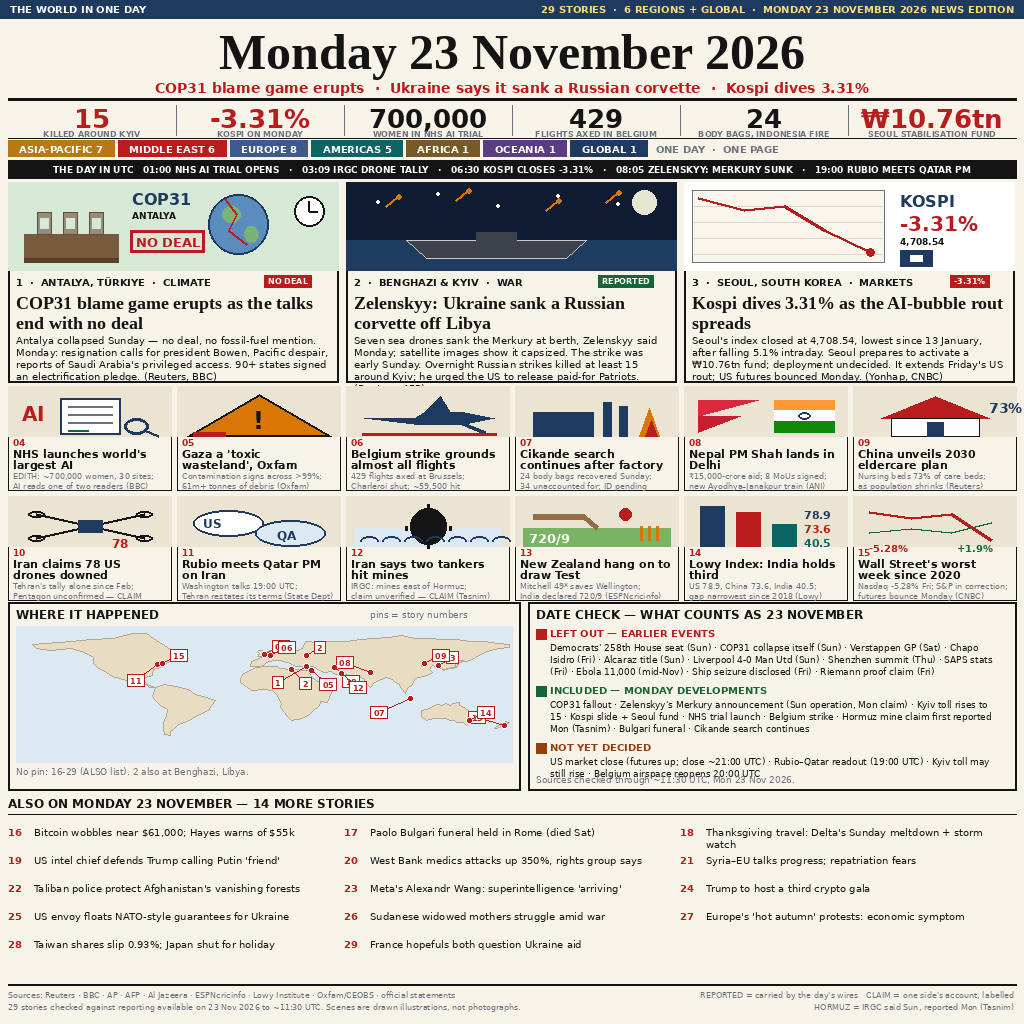 THE WORLD IN ONE DAY
29 STORIES · 6 REGIONS + GLOBAL · MONDAY 23 NOVEMBER 2026 NEWS EDITION
Monday 23 November 2026
COP31 blame game erupts · Ukraine says it sank a Russian corvette · Kospi dives 3.31%
15
KILLED AROUND KYIV
-3.31%
KOSPI ON MONDAY
700,000
WOMEN IN NHS AI TRIAL
429
FLIGHTS AXED IN BELGIUM
24
BODY BAGS, INDONESIA FIRE
₩10.76tn
SEOUL STABILISATION FUND
ASIA-PACIFIC 7
MIDDLE EAST 6
EUROPE 8
AMERICAS 5
AFRICA 1
OCEANIA 1
GLOBAL 1
ONE DAY · ONE PAGE
THE DAY IN UTC 01:00 NHS AI TRIAL OPENS · 03:09 IRGC DRONE TALLY · 06:30 KOSPI CLOSES -3.31% · 08:05 ZELENSKYY: MERKURY SUNK · 19:00 RUBIO MEETS QATAR PM
COP31
ANTALYA
NO DEAL
1 · ANTALYA, TÜRKIYE · CLIMATE
NO DEAL
COP31 blame game erupts as the talks
end with no deal
Antalya collapsed Sunday — no deal, no fossil-fuel mention.
Monday: resignation calls for president Bowen, Pacific despair,
reports of Saudi Arabia's privileged access. 90+ states signed
an electrification pledge. (Reuters, BBC)
2 · BENGHAZI & KYIV · WAR
REPORTED
Zelenskyy: Ukraine sank a Russian
corvette off Libya
Seven sea drones sank the Merkury at berth, Zelenskyy said
Monday; satellite images show it capsized. The strike was
early Sunday. Overnight Russian strikes killed at least 15
around Kyiv; he urged the US to release paid-for Patriots.
KOSPI
-3.31%
4,708.54
3 · SEOUL, SOUTH KOREA · MARKETS
-3.31%
Kospi dives 3.31% as the AI-bubble rout
spreads
Seoul's index closed at 4,708.54, lowest since 13 January,
after falling 5.1% intraday. Seoul prepares to activate a
₩10.76tn fund; deployment undecided. It extends Friday's US
rout; US futures bounced Monday. (Yonhap, CNBC)
AI
04
NHS launches world's
largest AI
EDITH: ~700,000 women, 30 sites;
AI reads one of two readers (BBC)
!
05
Gaza a 'toxic
wasteland', Oxfam
Contamination signs across >99%;
61m+ tonnes of debris (Oxfam)
06
Belgium strike grounds
almost all flights
429 flights axed at Brussels;
Charleroi shut; ~59,500 hit
07
Cikande search
continues after factory
24 body bags recovered Sunday;
34 unaccounted for; ID pending
08
Nepal PM Shah lands in
Delhi
₹15,000-crore aid; 8 MoUs signed;
new Ayodhya-Janakpur train (ANI)
73%
09
China unveils 2030
eldercare plan
Nursing beds 73% of care beds;
as population shrinks (Reuters)
78
10
Iran claims 78 US
drones downed
Tehran's tally alone since Feb;
Pentagon unconfirmed — CLAIM
US
QA
11
Rubio meets Qatar PM
on Iran
Washington talks 19:00 UTC;
Tehran restates its terms (State Dept)
12
Iran says two tankers
hit mines
IRGC: mines east of Hormuz;
claim unverified — CLAIM (Tasnim)
720/9
13
New Zealand hang on to
draw Test
Mitchell 49* saves Wellington;
India declared 720/9 (ESPNcricinfo)
78.9
73.6
40.5
14
Lowy Index: India holds
third
US 78.9, China 73.6, India 40.5;
gap narrowest since 2018 (Lowy)
-5.28%
+1.9%
15
Wall Street's worst
week since 2020
Nasdaq -5.28% Fri; S&P in correction;
futures bounce Monday (CNBC)
WHERE IT HAPPENED
pins = story numbers
15
11
06
2
1
2
05
08
12
07
09
3
14
No pin: 16-29 (ALSO list). 2 also at Benghazi, Libya.
DATE CHECK — WHAT COUNTS AS 23 NOVEMBER
LEFT OUT — EARLIER EVENTS
Democrats' 258th House seat (Sun) · COP31 collapse itself (Sun) · Verstappen GP (Sat) · Chapo
Isidro (Fri) · Alcaraz title (Sun) · Liverpool 4-0 Man Utd (Sun) · Shenzhen summit (Thu) · SAPS stats
(Fri) · Ebola 11,000 (mid-Nov) · Ship seizure disclosed (Fri) · Riemann proof claim (Fri)
INCLUDED — MONDAY DEVELOPMENTS
COP31 fallout · Zelenskyy's Merkury announcement (Sun operation, Mon claim) · Kyiv toll rises to
15 · Kospi slide + Seoul fund · NHS trial launch · Belgium strike · Hormuz mine claim first reported
Mon (Tasnim) · Bulgari funeral · Cikande search continues
NOT YET DECIDED
US market close (futures up; close ~21:00 UTC) · Rubio–Qatar readout (19:00 UTC) · Kyiv toll may
still rise · Belgium airspace reopens 20:00 UTC
Sources checked through ~11:30 UTC, Mon 23 Nov 2026.
ALSO ON MONDAY 23 NOVEMBER — 14 MORE STORIES
16 Bitcoin wobbles near $61,000; Hayes warns of $55k
17 Paolo Bulgari funeral held in Rome (died Sat)
18 Thanksgiving travel: Delta's Sunday meltdown + storm
watch
19 US intel chief defends Trump calling Putin 'friend'
20 West Bank medics attacks up 350%, rights group says
21 Syria–EU talks progress; repatriation fears
22 Taliban police protect Afghanistan's vanishing forests
23 Meta's Alexandr Wang: superintelligence 'arriving'
24 Trump to host a third crypto gala
25 US envoy floats NATO-style guarantees for Ukraine
26 Sudanese widowed mothers struggle amid war
27 Europe's 'hot autumn' protests: economic symptom
28 Taiwan shares slip 0.93%; Japan shut for holiday
29 France hopefuls both question Ukraine aid
Sources: Reuters · BBC · AP · AFP · Al Jazeera · ESPNcricinfo · Lowy Institute · Oxfam/CEOBS · official statements
REPORTED = carried by the day's wires CLAIM = one side's account, labelled
29 stories checked against reporting available on 23 Nov 2026 to ~11:30 UTC. Scenes are drawn illustrations, not photographs.
HORMUZ = IRGC said Sun, reported Mon (Tasnim)